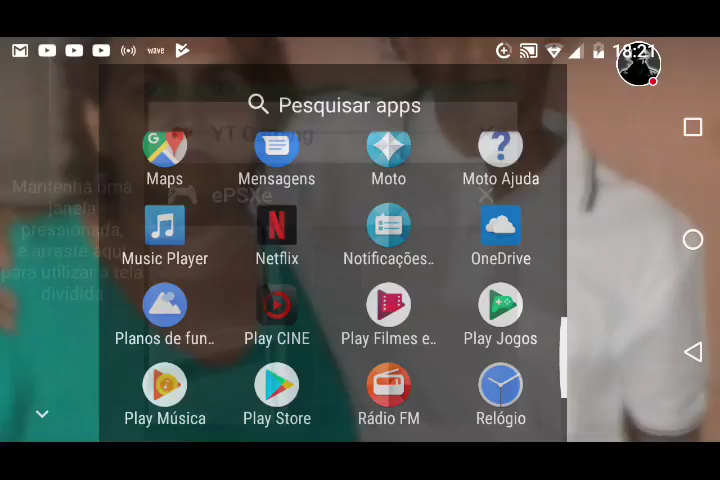 wave
18:21
Pesquisar apps
YT
ePSXe
Mantenha uma
janela
pressionada,
e arraste aqui
para utilizar a tela
dividida
Maps
Mensagens
Moto
Moto Ajuda
Music Player
Netflix
Notificações..
OneDrive
Planos de fun..
Play CINE
Play Filmes e..
Play Jogos
Play Música
Play Store
Rádio FM
Relógio